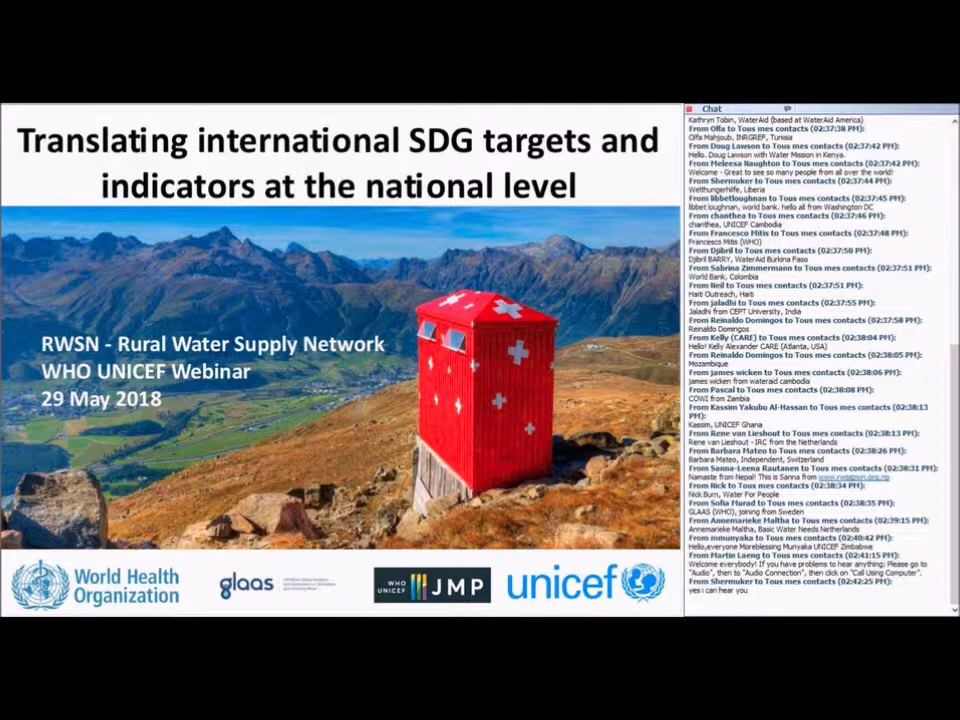 Translating international SDG targets and
indicators at the national level
RWSN - Rural Water Supply Network
WHO UNICEF Webinar
29 May 2018
World Health
Organization
glaas
WHO
UNICEF
JMP
unicef
Chat
Kathryn Tobin, WaterAid (based at WaterAid America)
From Olfa to Tous mes contacts (02:37:38 PM):
Olfa Mahjoub, INRGREF, Tunisia
From Doug Lawson to Tous mes contacts (02:37:42 PM):
Hello. Doug Lawson with Water Mission in Kenya.
From Meleesa Naughton to Tous mes contacts (02:37:42 PM):
Welcome - Great to see so many people from all over the world!
From Shermuker to Tous mes contacts (02:37:44 PM):
Welthungerhilfe, Liberia
From libbetloughnan to Tous mes contacts (02:37:45 PM):
libbet loughnan, world bank. hello all from Washington DC
From chanthea to Tous mes contacts (02:37:46 PM):
chanthea, UNICEF Cambodia
From Francesco Mitis to Tous mes contacts (02:37:48 PM):
Francesco Mitis (WHO)
From Djibril to Tous mes contacts (02:37:50 PM):
Djibril BARRY, WaterAid Burkina Faso
From Sabrina Zimmermann to Tous mes contacts (02:37:51 PM):
World Bank, Colombia
From Neil to Tous mes contacts (02:37:51 PM):
Haiti Outreach, Haiti
From jaladhi to Tous mes contacts (02:37:55 PM):
Jaladhi from CEPT University, India
From Reinaldo Domingos to Tous mes contacts (02:37:58 PM):
Reinaldo Domingos
From Kelly (CARE) to Tous mes contacts (02:38:04 PM):
Hello! Kelly Alexander CARE (Atlanta, USA)
From Reinaldo Domingos to Tous mes contacts (02:38:05 PM):
Mozambique
From james wicken to Tous mes contacts (02:38:06 PM):
james wicken from wateraid cambodia
From Pascal to Tous mes contacts (02:38:08 PM):
COWI from Zambia
From Kassim Yakubu Al-Hassan to Tous mes contacts (02:38:13
PM):
Kassim, UNICEF Ghana
From Rene van Lieshout to Tous mes contacts (02:38:13 PM):
Rene van Lieshout - IRC from the Netherlands
From Barbara Mateo to Tous mes contacts (02:38:26 PM):
Barbara Mateo, Independent, Switzerland
From Sanna-Leena Rautanen to Tous mes contacts (02:38:31 PM):
Namaste from Nepal! This is Sanna from
From Nick to Tous mes contacts (02:38:34 PM):
Nick Burn, Water For People
From Sofia Murad to Tous mes contacts (02:38:35 PM):
GLAAS (WHO), joining from Sweden
From Annemarieke Maltha to Tous mes contacts (02:39:15 PM):
Annemarieke Maltha, Basic Water Needs Netherlands
From mmunyaka to Tous mes contacts (02:40:42 PM):
Hello,everyone Moreblessing Munyaka UNICEF Zimbabwe
From Martin Laeng to Tous mes contacts (02:41:15 PM):
Welcome everybody! If you have problems to hear anything: Please go to
"Audio", then to "Audio Connection", then click on "Call Using Computer".
From Shermuker to Tous mes contacts (02:42:25 PM):
yes i can hear you